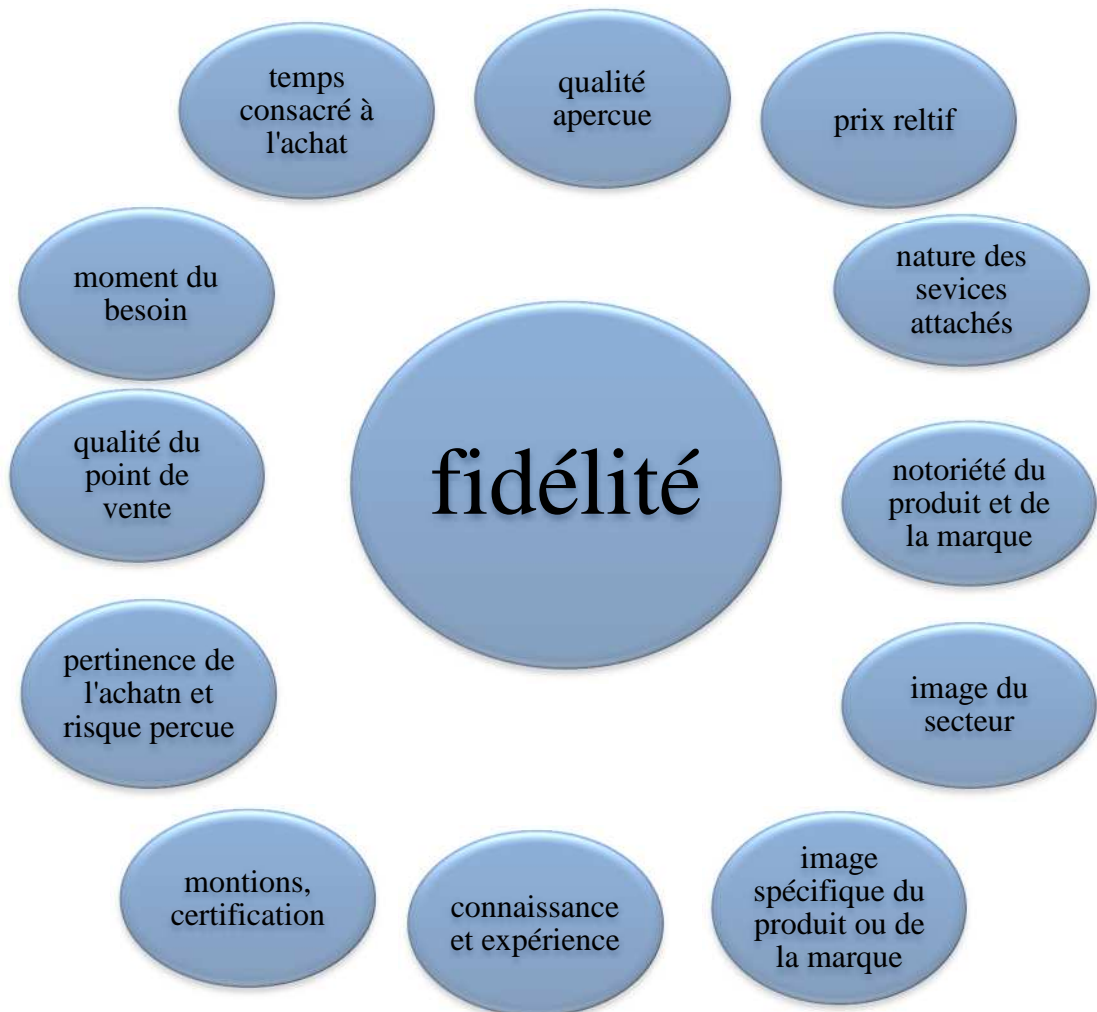 temps
consacré à
l'achat
qualité
apercue
prix reltif
nature des
sevices
attachés
notoriété du
produit et de
la marque
image du
secteur
image
spécifique du
produit ou de
la marque
connaissance
et expérience
montions,
certification
pertinence de
l'achatn et
risque percue
qualité du
point de
vente
moment du
besoin
fidélité